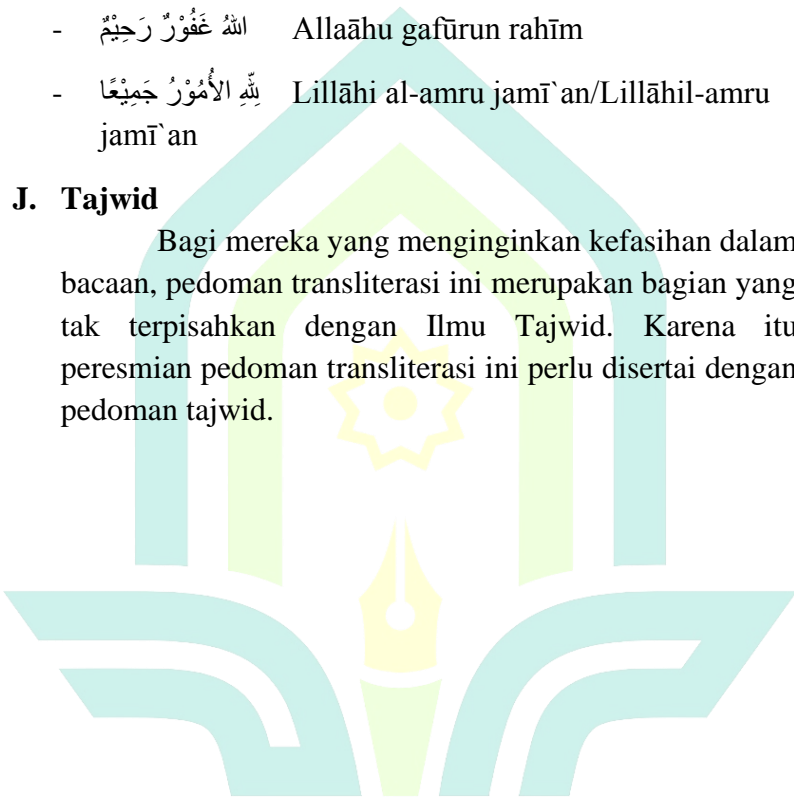 - اللهُ غَفُوْرٌ رَحِيْمٌ Allaāhu gafūrun rahīm
- لِلّٰهِ الأُمُوْرُ جَمِيْعًا Lillāhi al-amru jamī`an/Lillāhil-amru
jamī`an
J. Tajwid
Bagi mereka yang menginginkan kefasihan dalam
bacaan, pedoman transliterasi ini merupakan bagian yang
tak terpisahkan dengan Ilmu Tajwid. Karena itu
peresmian pedoman transliterasi ini perlu disertai dengan
pedoman tajwid.